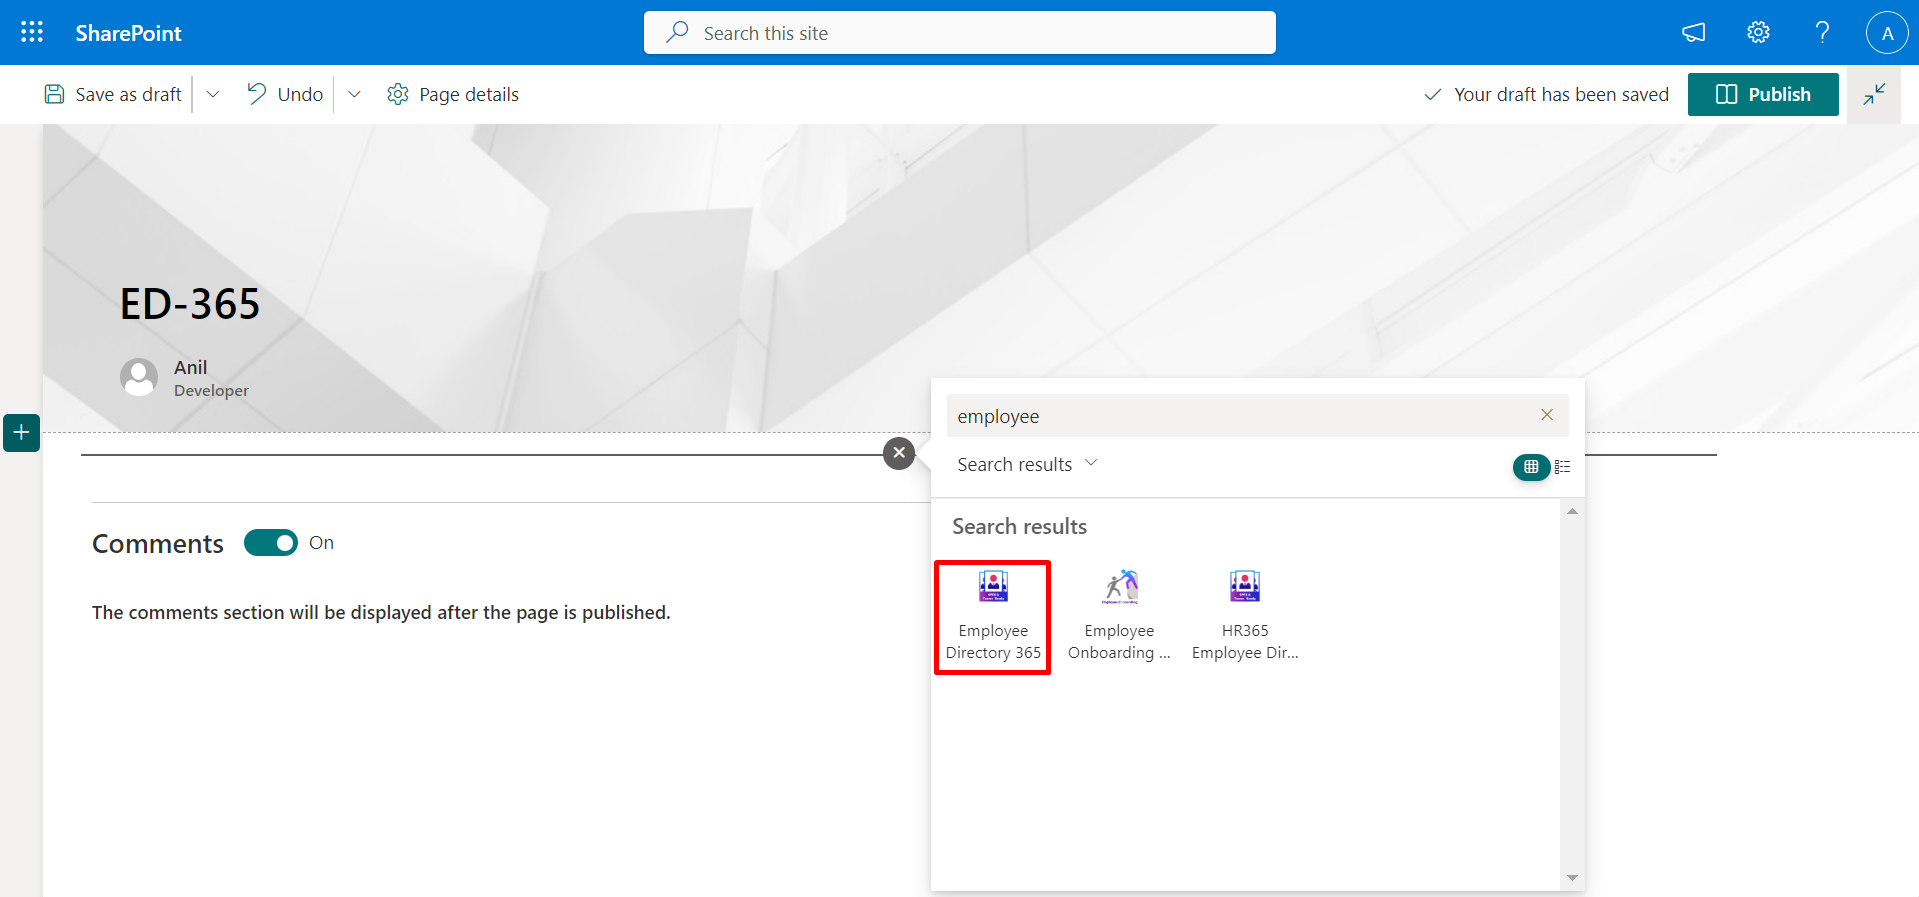 SharePoint
Search this site
A
Save as draft
Undo
Page details
Your draft has been saved
Publish
ED-365
Anil
Developer
employee
Search results
Search results
Comments
On
The comments section will be displayed after the page is published.
Employee
Directory 365
Employee
Onboarding ...
HR365
Employee Dir...